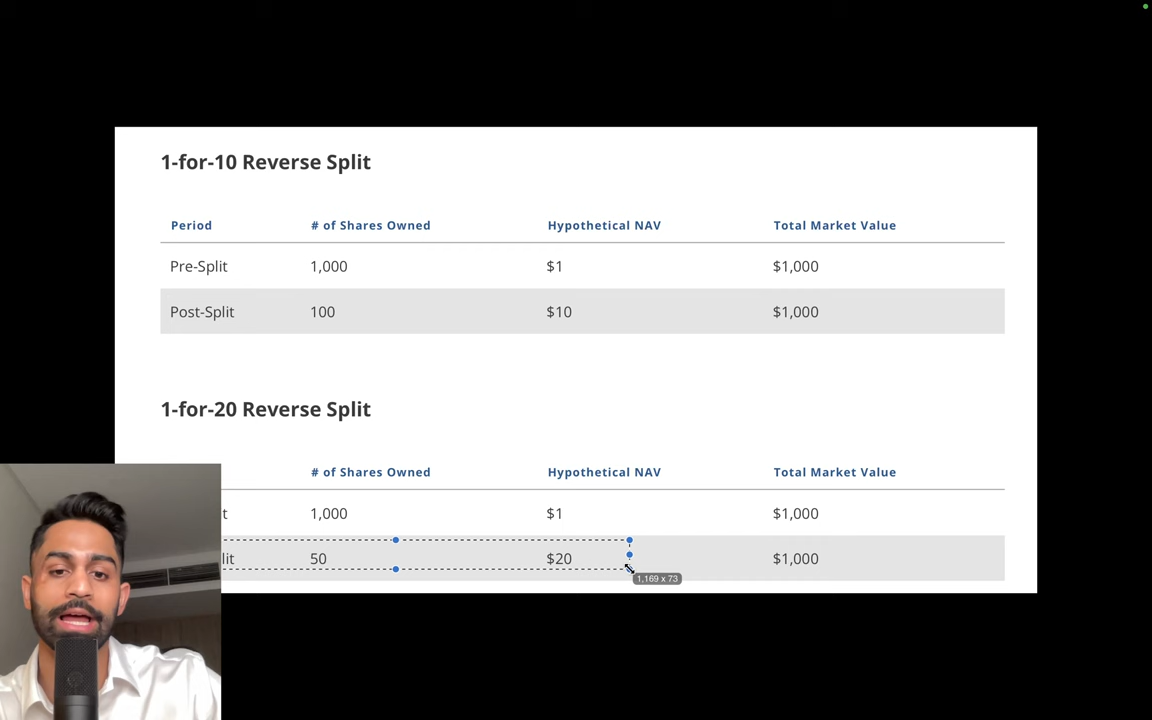 1-for-10 Reverse Split
Period # of Shares Owned Hypothetical NAV Total Market Value
Pre-Split 1,000 $1 $1,000
Post-Split 100 $10 $1,000
1-for-20 Reverse Split
# of Shares Owned Hypothetical NAV Total Market Value
t 1,000 $1 $1,000
lit 50 $20 $1,000
1,169 x 73